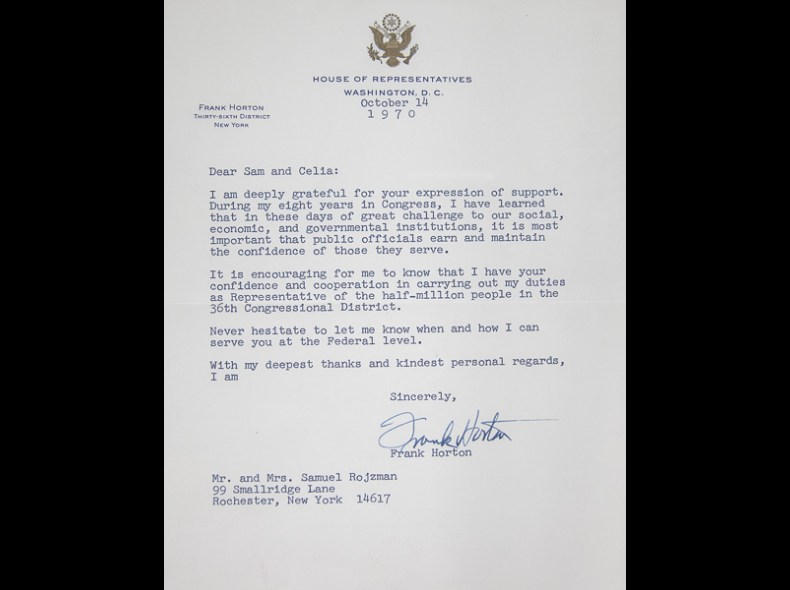 HOUSE OF REPRESENTATIVES
WASHINGTON, D. C.
October 14
1970
FRANK HORTON
THIRTY-SIXTH DISTRICT
NEW YORK
Dear Sam and Celia:
I am deeply grateful for your expression of support.
During my eight years in Congress, I have learned
that in these days of great challenge to our social,
economic, and governmental institutions, it is most
important that public officials earn and maintain
the confidence of those they serve.
It is encouraging for me to know that I have your
confidence and cooperation in carrying out my duties
as Representative of the half-million people in the
36th Congressional District.
Never hesitate to let me know when and how I can
serve you at the Federal level.
With my deepest thanks and kindest personal regards,
I am
Sincerely,
Frank Horton
Frank Horton
Mr. and Mrs. Samuel Rojzman
99 Smallridge Lane
Rochester, New York 14617